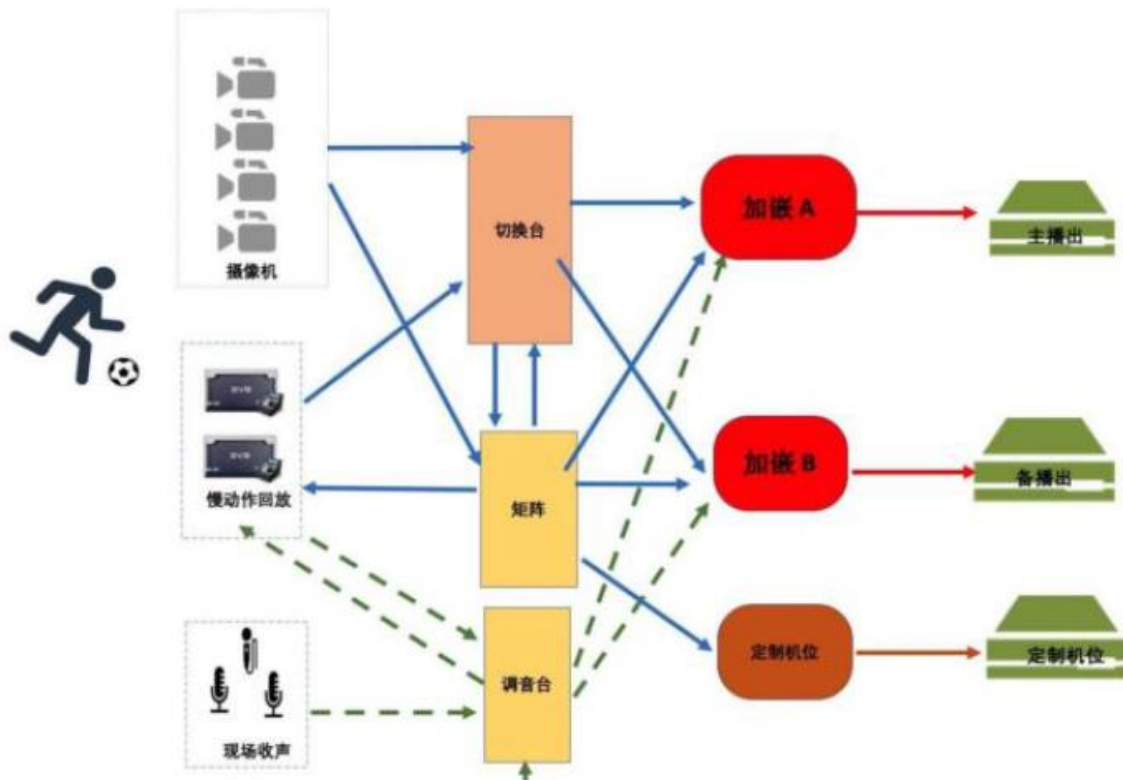 摄像机
切换台
加嵌 A
主播出
EVS
EVS
慢动作回放
矩阵
加嵌 B
备播出
现场收声
调音台
定制机位
定制机位